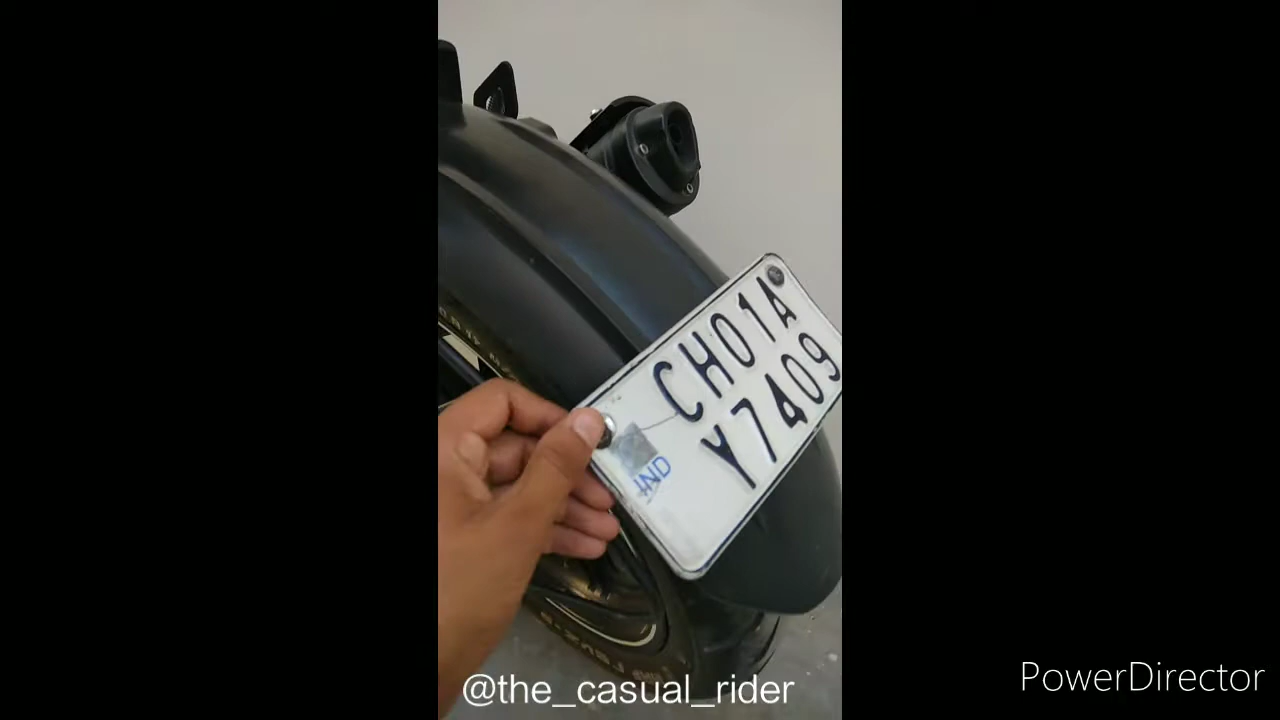 CH01A
Y7409
IND
@the_casual_rider
PowerDirector